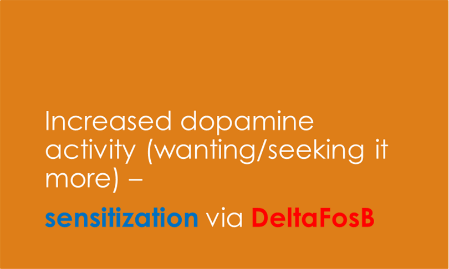 Increased dopamine
activity (wanting/seeking it
more) –
sensitization via DeltaFosB